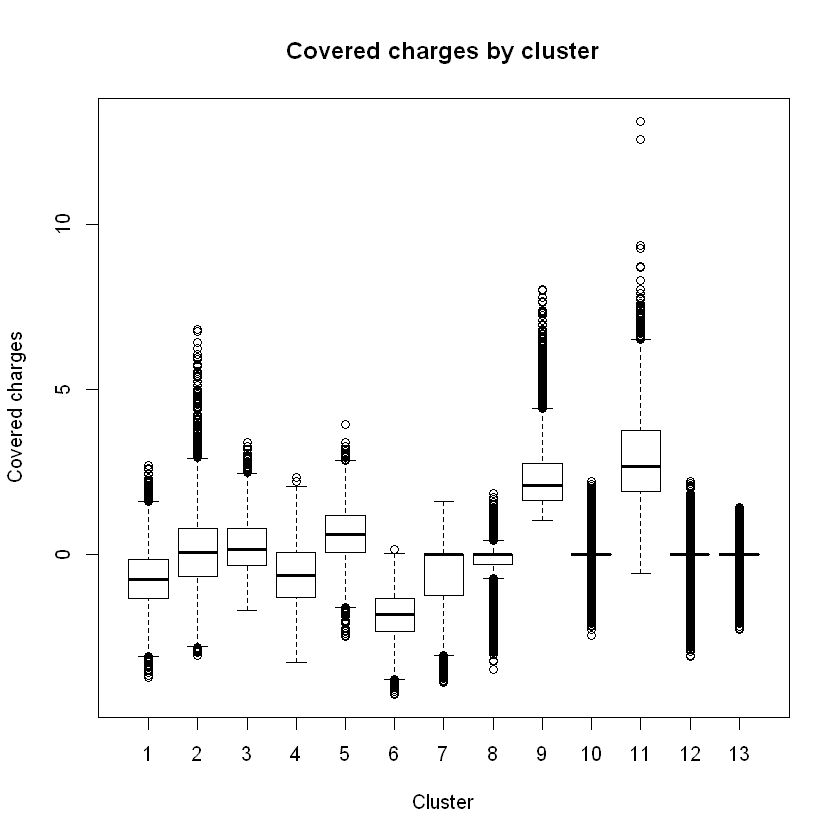 Covered charges by cluster
Covered charges
10
5
0
1 2 3 4 5 6 7 8 9 10 11 12 13
Cluster